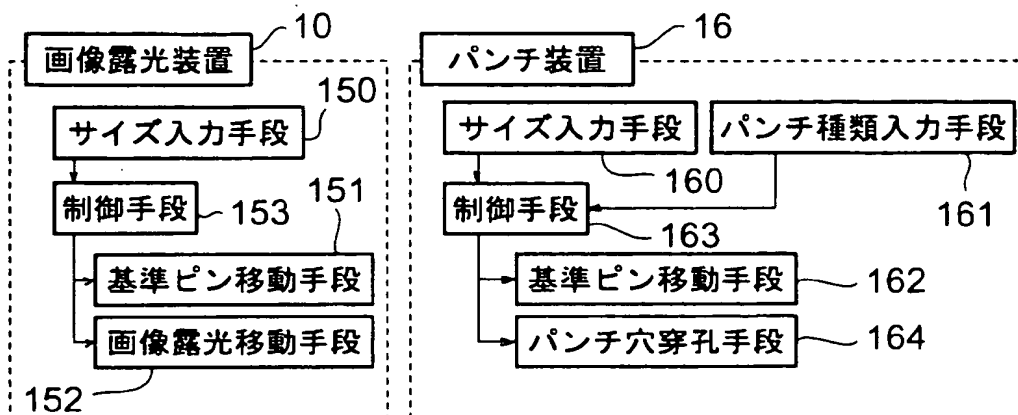 10
画像露光装置
150
サイズ入力手段
151
制御手段
153
基準ピン移動手段
画像露光移動手段
152
16
パンチ装置
サイズ入力手段
パンチ種類入力手段
160
161
制御手段
163
基準ピン移動手段
162
パンチ穴穿孔手段
164